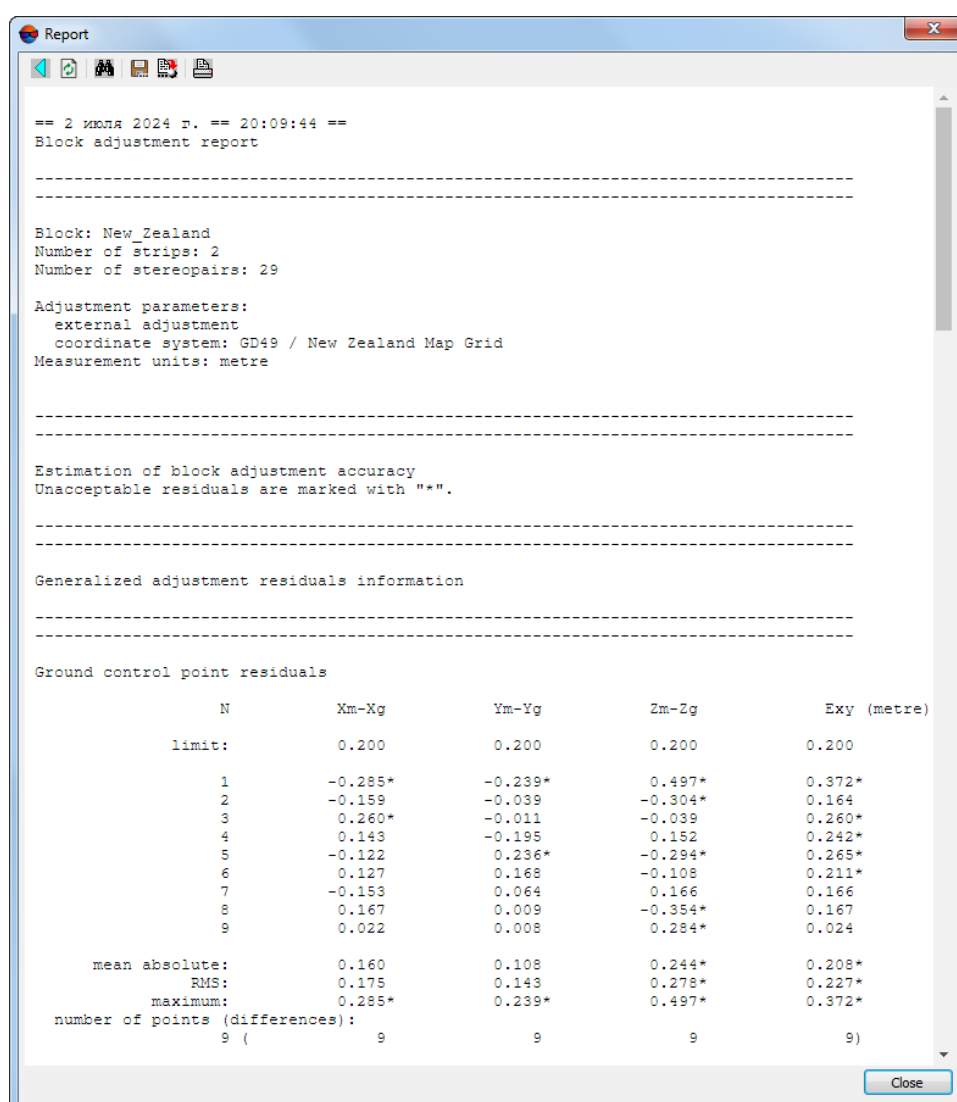 Report
== 2 июля 2024 г. == 20:09:44 ==
Block adjustment report
------------------------------------------------------------------------------------
------------------------------------------------------------------------------------
Block: New_Zealand
Number of strips: 2
Number of stereopairs: 29
Adjustment parameters:
external adjustment
coordinate system: GD49 / New Zealand Map Grid
Measurement units: metre
------------------------------------------------------------------------------------
------------------------------------------------------------------------------------
Estimation of block adjustment accuracy
Unacceptable residuals are marked with "*".
------------------------------------------------------------------------------------
------------------------------------------------------------------------------------
Generalized adjustment residuals information
------------------------------------------------------------------------------------
------------------------------------------------------------------------------------
Ground control point residuals
N Xm-Xg Ym-Yg Zm-Zg Exy (metre)
limit: 0.200 0.200 0.200 0.200
1 -0.285* -0.239* 0.497* 0.372*
2 -0.159 -0.039 -0.304* 0.164
3 0.260* -0.011 -0.039 0.260*
4 0.143 -0.195 0.152 0.242*
5 -0.122 0.236* -0.294* 0.265*
6 0.127 0.168 -0.108 0.211*
7 -0.153 0.064 0.166 0.166
8 0.167 0.009 -0.354* 0.167
9 0.022 0.008 0.284* 0.024
mean absolute: 0.160 0.108 0.244* 0.208*
RMS: 0.175 0.143 0.278* 0.227*
maximum: 0.285* 0.239* 0.497* 0.372*
number of points (differences):
9 ( 9 9 9 9)
Close